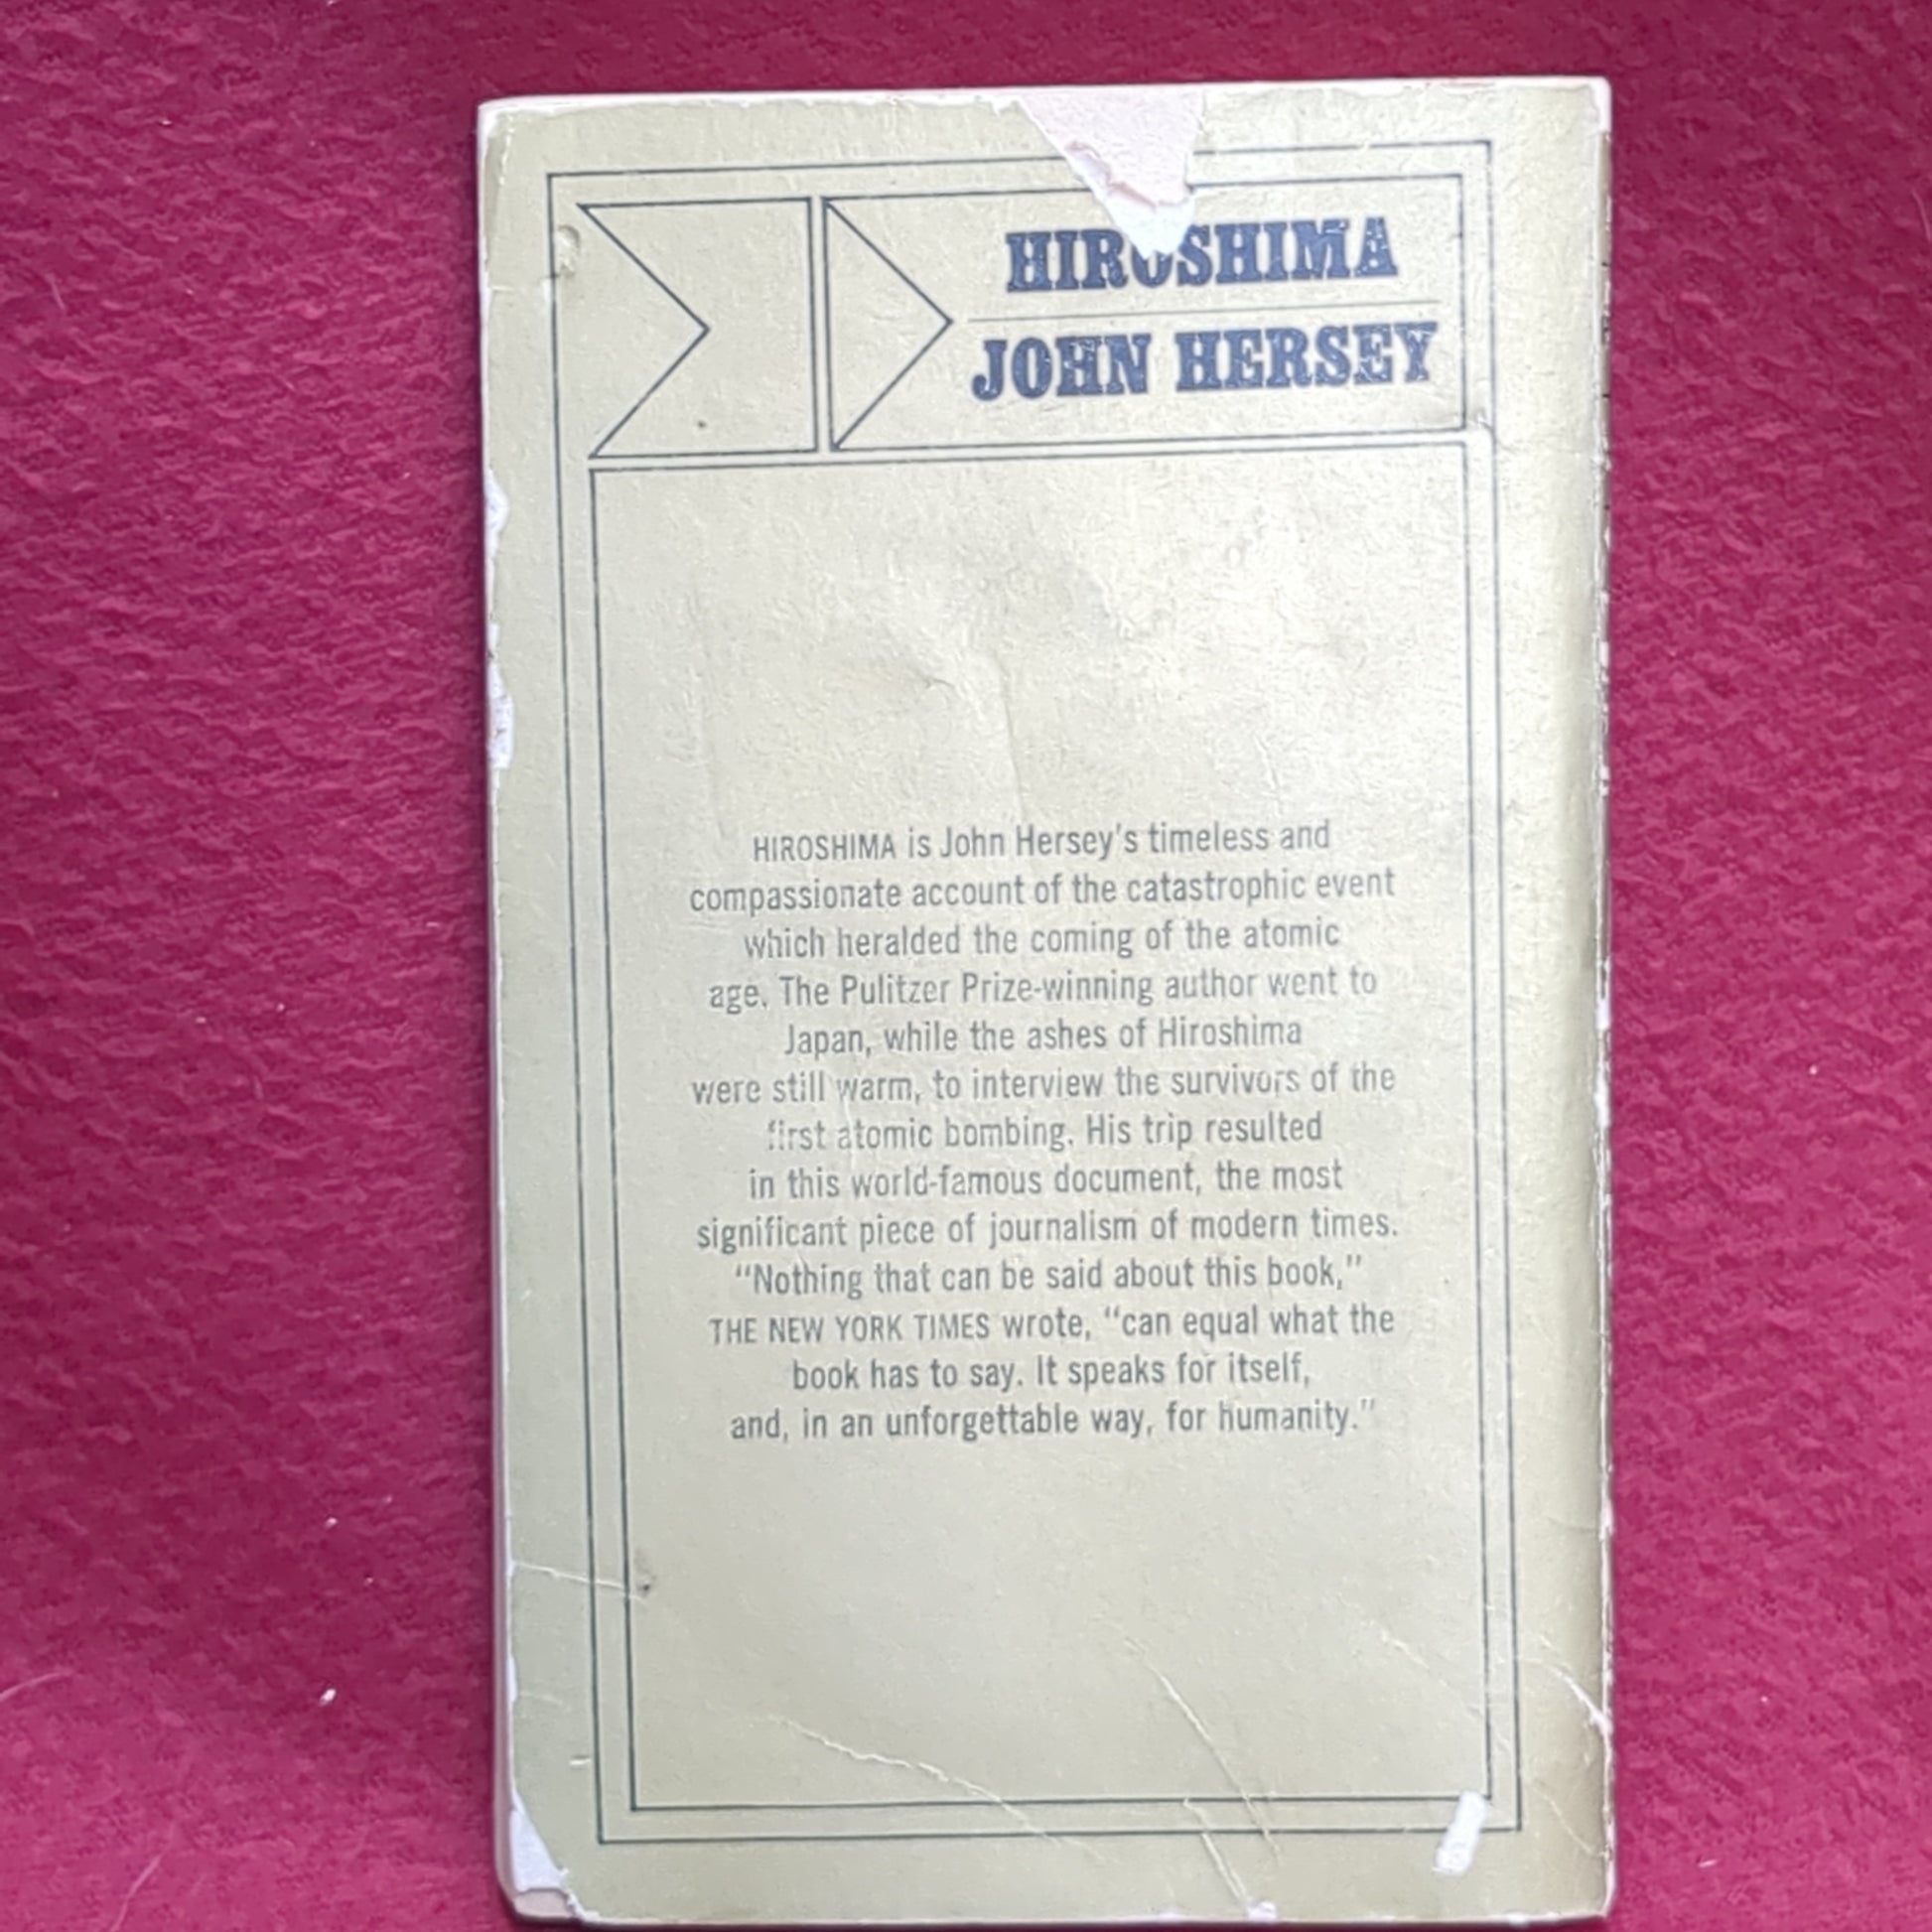 HIROSHIMA
JOHN HERSEY
HIROSHIMA is John Hersey's timeless and
compassionate account of the catastrophic event
which heralded the coming of the atomic
age. The Pulitzer Prize-winning author went to
Japan, while the ashes of Hiroshima
were still warm, to interview the survivors of the
first atomic bombing. His trip resulted
in this world-famous document, the most
significant piece of journalism of modern times.
"Nothing that can be said about this book,"
THE NEW YORK TIMES wrote, "can equal what the
book has to say. It speaks for itself,
and, in an unforgettable way, for humanity."